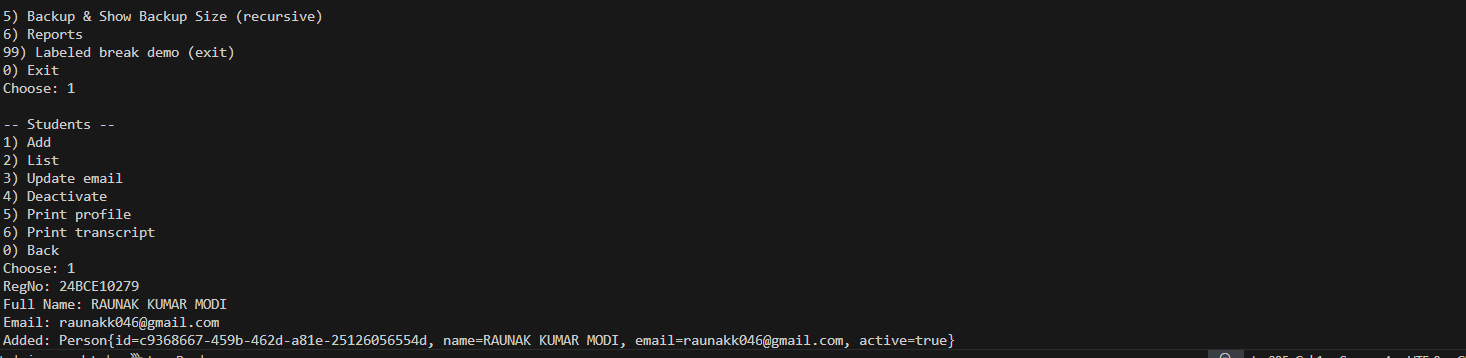 5) Backup & Show Backup Size (recursive)
6) Reports
99) Labeled break demo (exit)
0) Exit
Choose: 1
-- Students --
1) Add
2) List
3) Update email
4) Deactivate
5) Print profile
6) Print transcript
0) Back
Choose: 1
RegNo: 24BCE10279
Full Name: RAUNAK KUMAR MODI
Email: raunakk046@gmail.com
Added: Person{id=c9368667-459b-462d-a81e-25126056554d, name=RAUNAK KUMAR MODI, email=raunakk046@gmail.com, active=true}